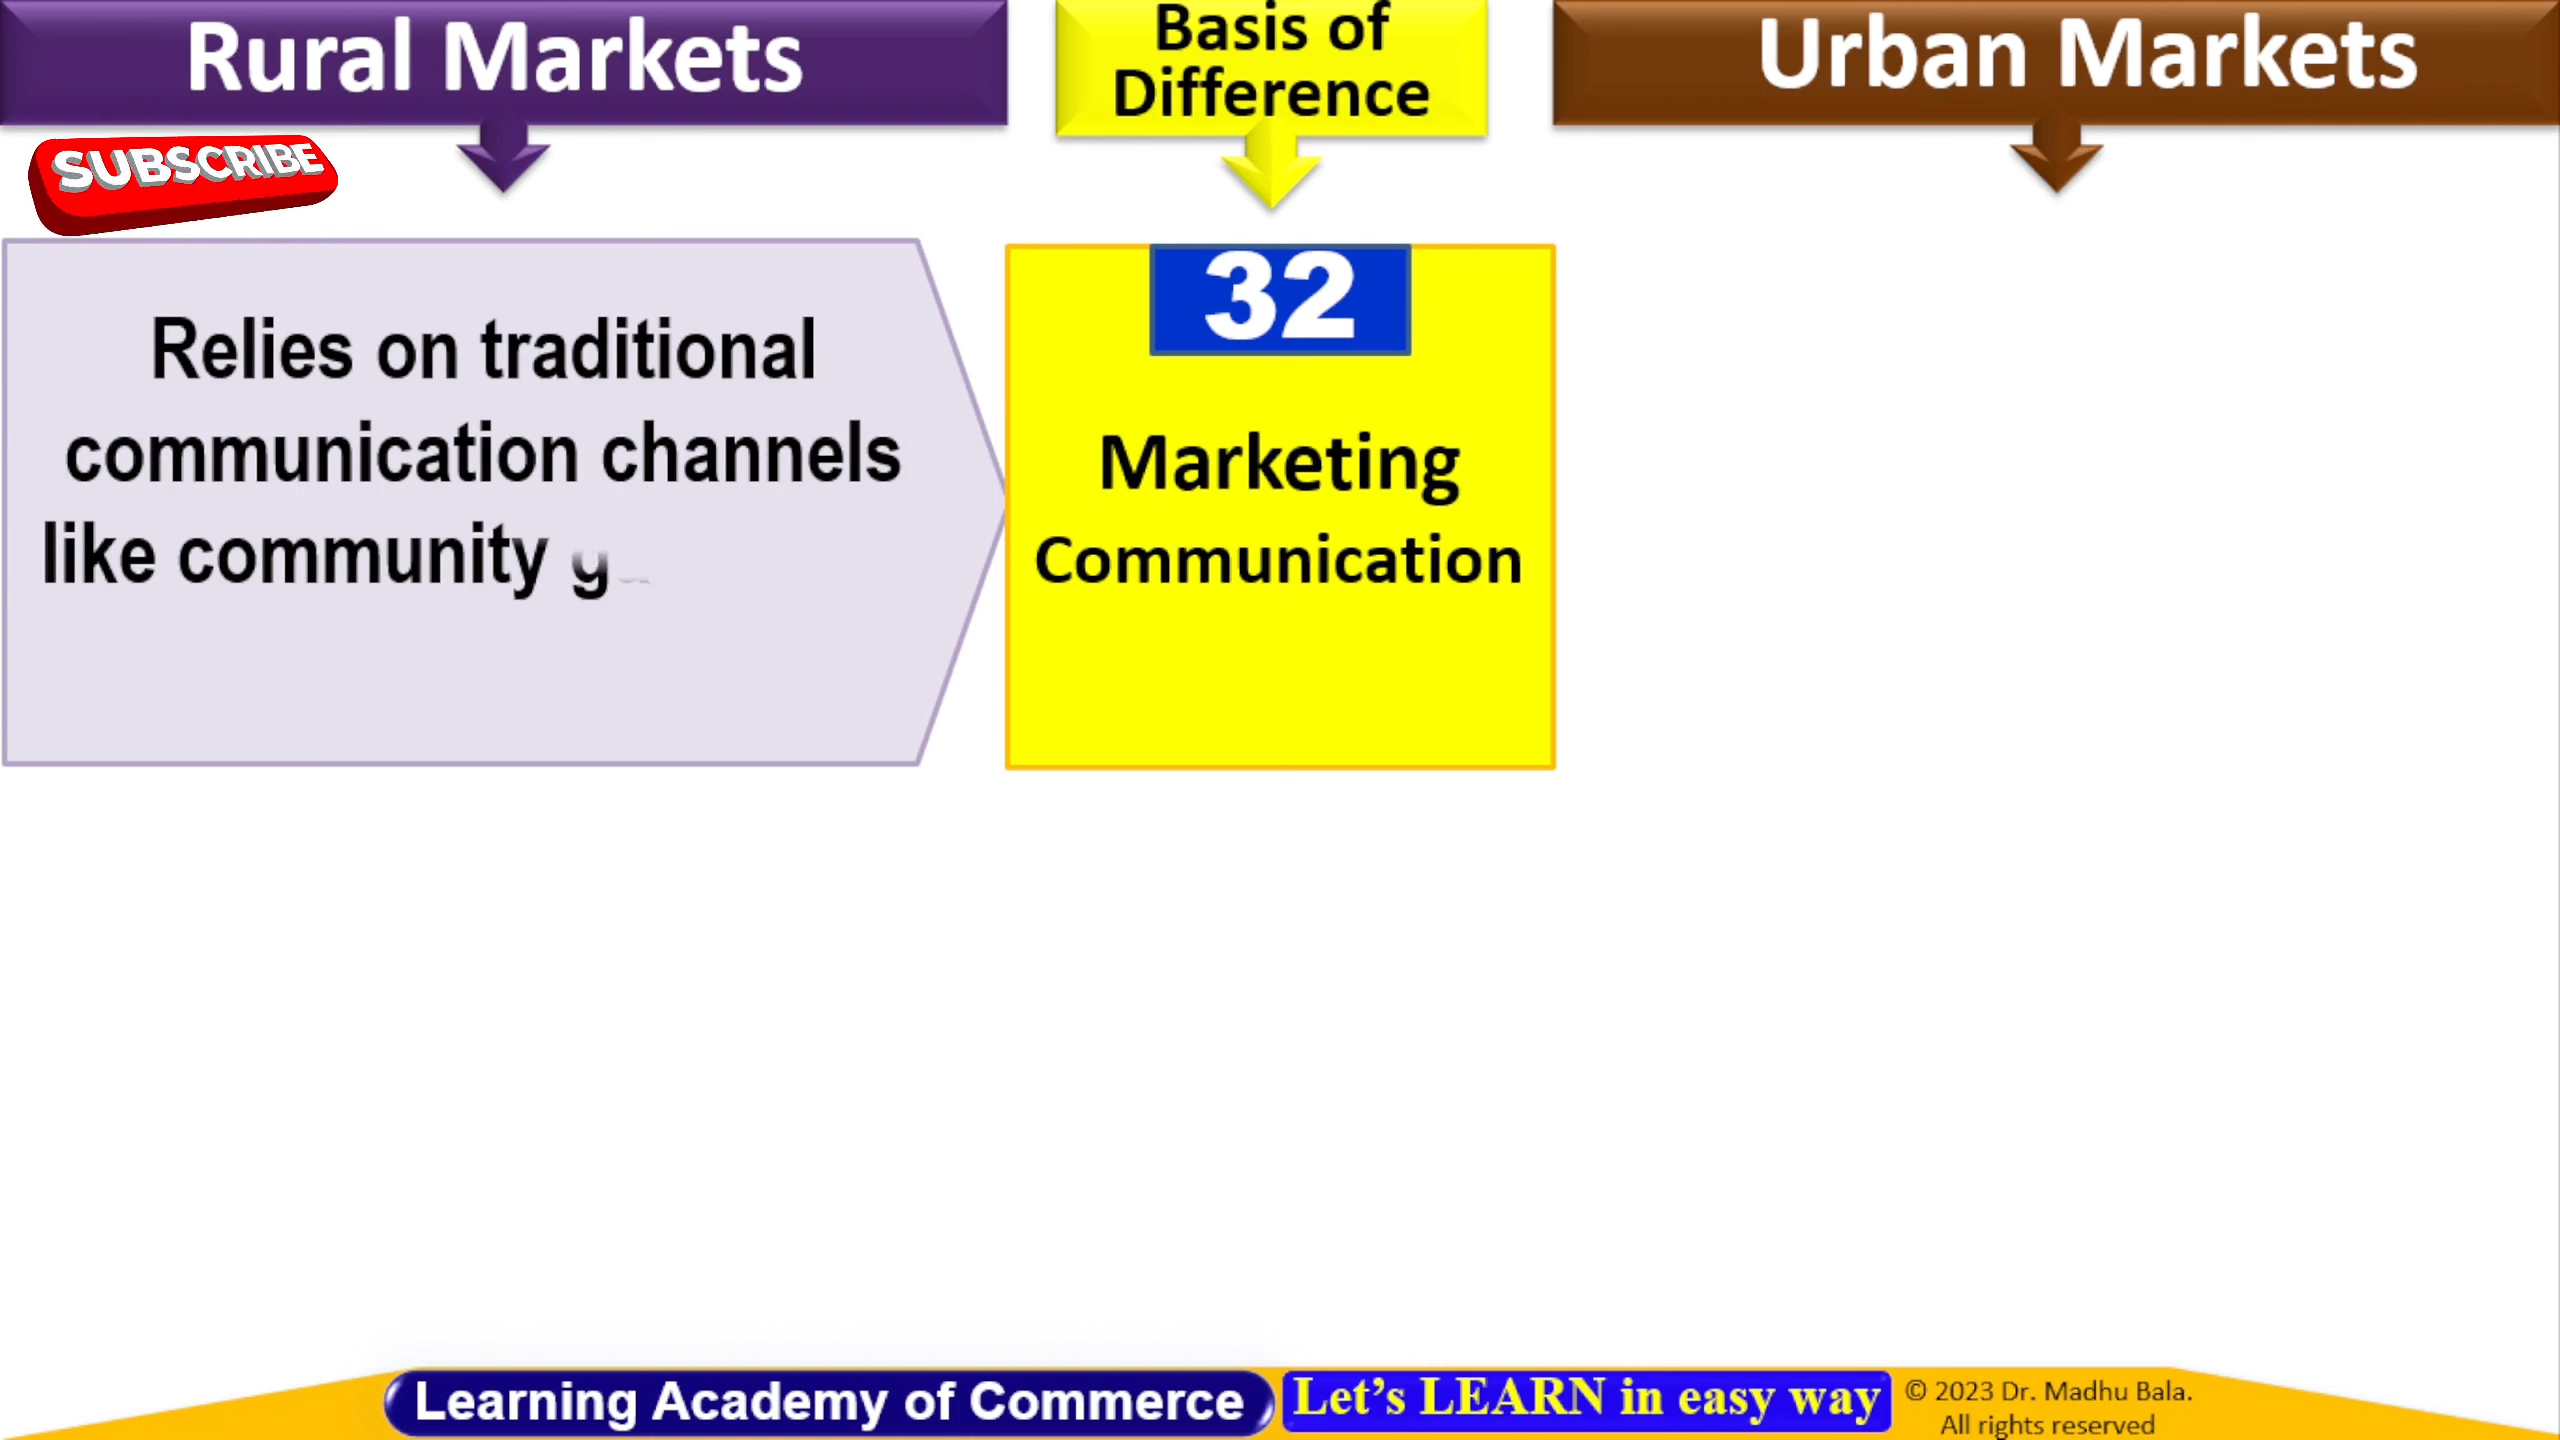 Rural Markets
Basis of
Difference
Urban Markets
SUBSCRIBE
Relies on traditional
communication channels
like community
32
Marketing
Communication
Learning Academy of Commerce
Let's LEARN in easy way
© 2023 Dr. Madhu Bala.
All rights reserved